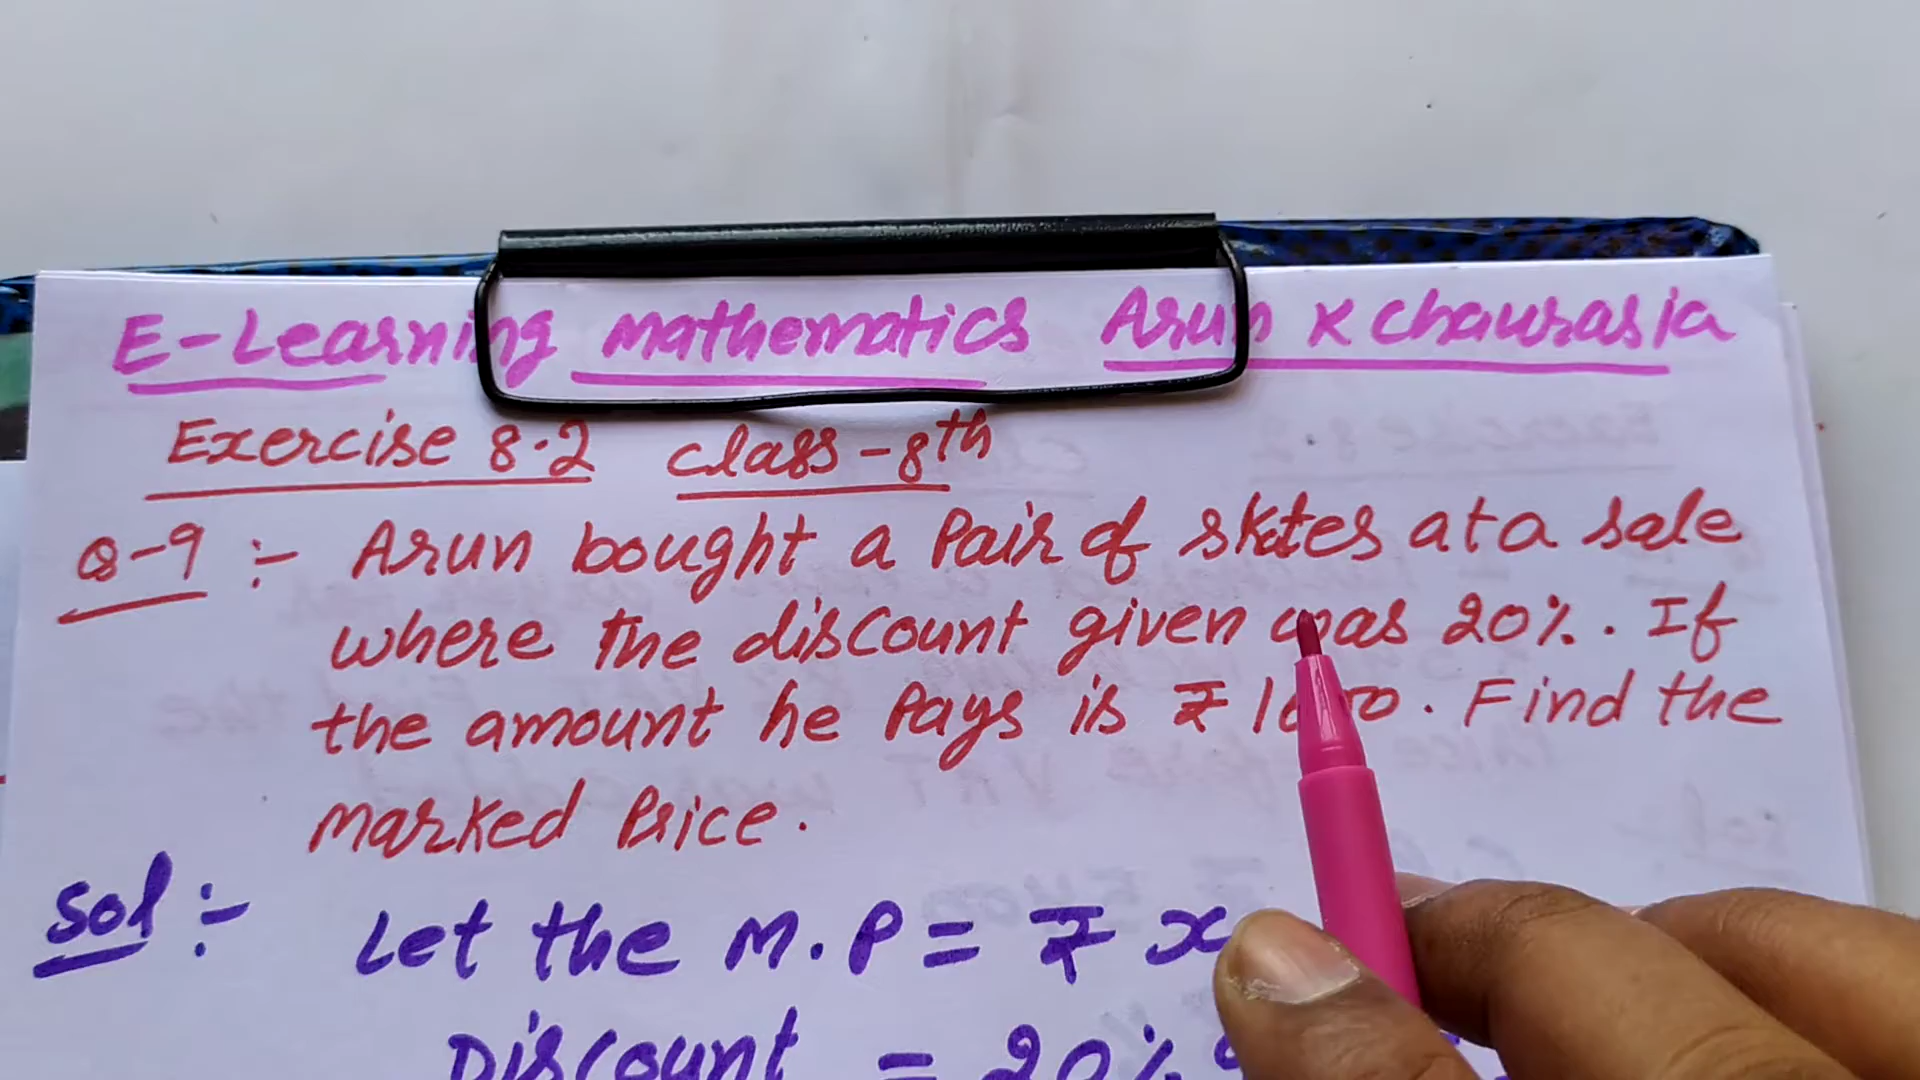 E-Learning mathematics Arun K Chaurasia
Exercise 8.2 class-8th
Q-9 :- Arun bought a Pair of skates at a sale
where the discount given was 20%. If
the amount he Pays is ₹ . Find the
marked Price.
Sol :- Let the M.P = ₹ x
Discount = 20%